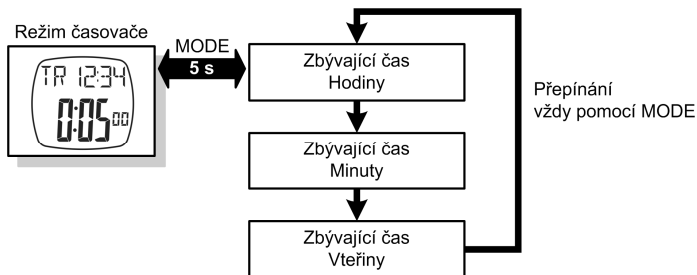 Režim časovače
TR 12:34
0:05 00
MODE
5 s
Zbývající čas
Hodiny
Zbývající čas
Minuty
Zbývající čas
Vteřiny
Přepínání
vždy pomocí MODE